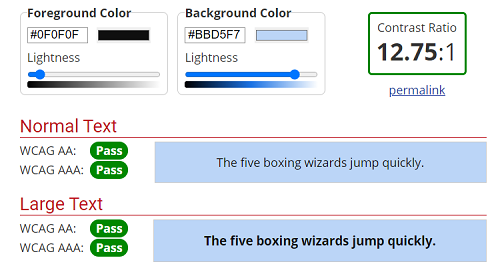 Foreground Color
#0F0F0F
Lightness
Background Color
#BBD5F7
Lightness
Contrast Ratio
12.75:1
permalink
Normal Text
WCAG AA: Pass
WCAG AAA: Pass
The five boxing wizards jump quickly.
Large Text
WCAG AA: Pass
WCAG AAA: Pass
The five boxing wizards jump quickly.